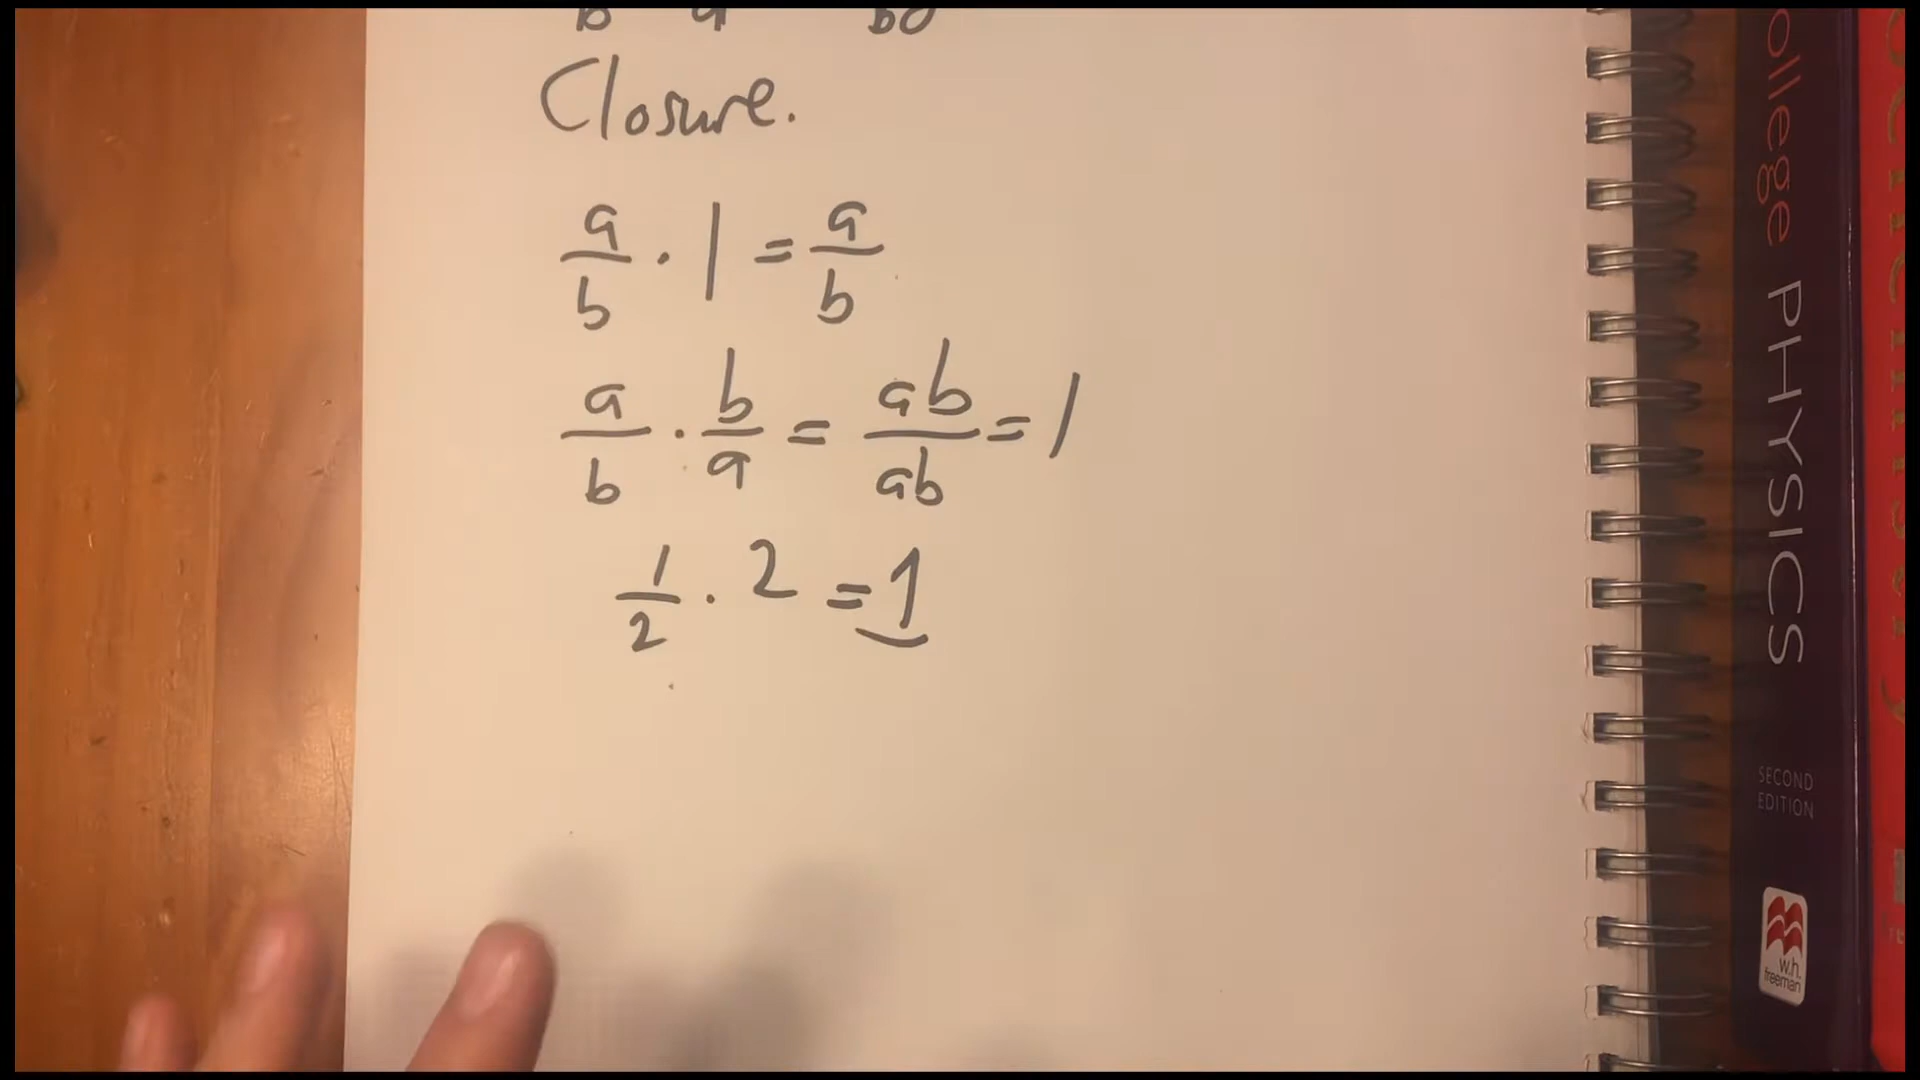 Closure.
a/b · 1 = a/b
a/b · b/a = ab/ab = 1
1/2 · 2 = 1
College PHYSICS
SECOND
EDITION
w.h.
freeman